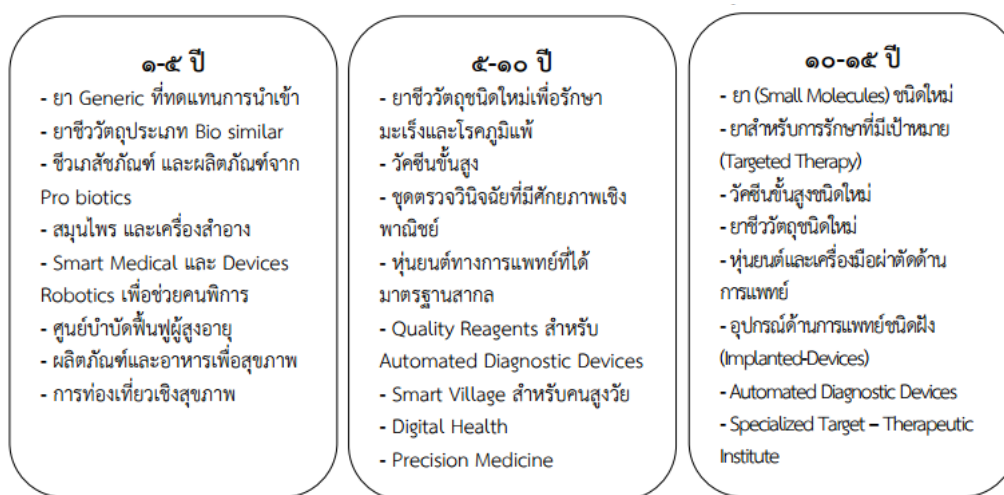 ๑-๕ ปี
- ยา Generic ที่ทดแทนการนำเข้า
- ยาชีววัตถุประเภท Bio similar
- ชีวเภสัชภัณฑ์ และผลิตภัณฑ์จาก
Pro biotics
- สมุนไพร และเครื่องสำอาง
- Smart Medical และ Devices
Robotics เพื่อช่วยคนพิการ
- ศูนย์บำบัดฟื้นฟูผู้สูงอายุ
- ผลิตภัณฑ์และอาหารเพื่อสุขภาพ
- การท่องเที่ยวเชิงสุขภาพ
๕-๑๐ ปี
- ยาชีววัตถุชนิดใหม่เพื่อรักษา
มะเร็งและโรคภูมิแพ้
- วัคซีนขั้นสูง
- ชุดตรวจวินิจฉัยที่มีศักยภาพเชิง
พาณิชย์
- หุ่นยนต์ทางการแพทย์ที่ได้
มาตรฐานสากล
- Quality Reagents สำหรับ
Automated Diagnostic Devices
- Smart Village สำหรับคนสูงวัย
- Digital Health
- Precision Medicine
๑๐-๑๕ ปี
- ยา (Small Molecules) ชนิดใหม่
- ยาสำหรับการรักษาที่มีเป้าหมาย
(Targeted Therapy)
- วัคซีนขั้นสูงชนิดใหม่
- ยาชีววัตถุชนิดใหม่
- หุ่นยนต์และเครื่องมือผ่าตัดด้าน
การแพทย์
- อุปกรณ์ด้านการแพทย์ชนิดฝัง
(Implanted-Devices)
- Automated Diagnostic Devices
- Specialized Target – Therapeutic
Institute